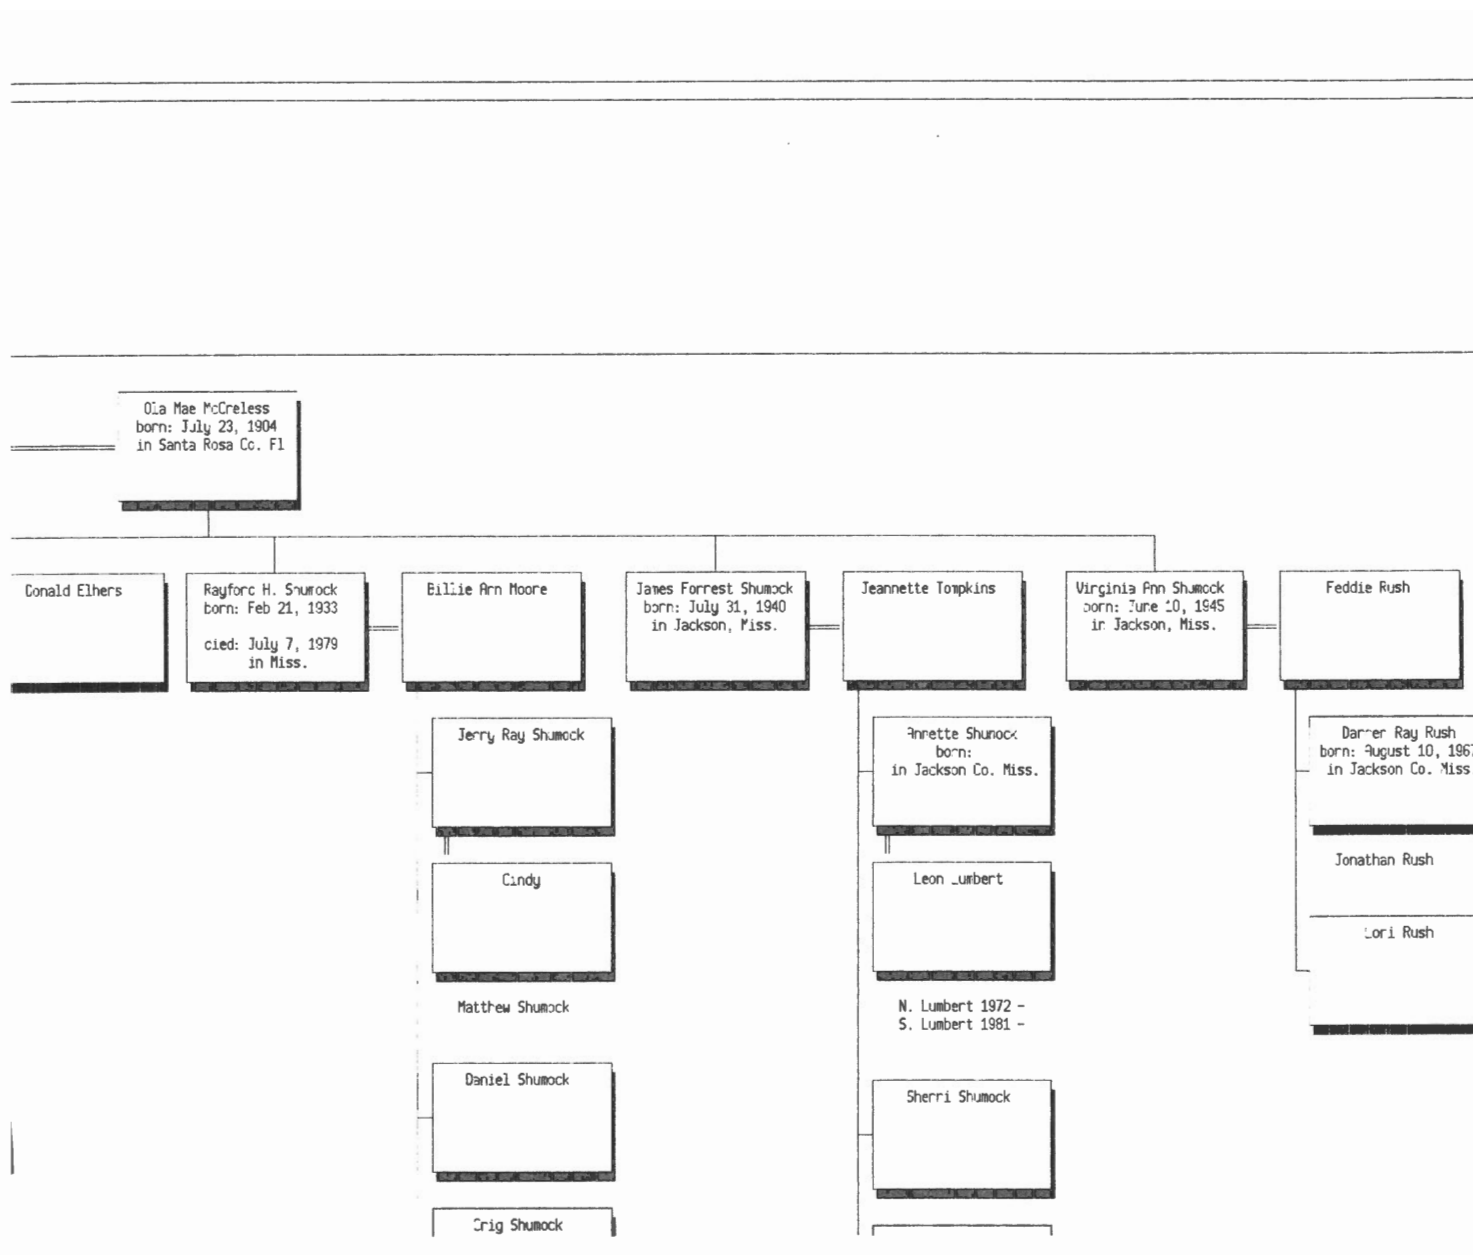 Ola Mae McCreless
born: July 23, 1904
in Santa Rosa Co. Fl
Donald Elhers
Rayford H. Shumock
born: Feb 21, 1933
died: July 7, 1979
in Miss.
Billie Ann Moore
James Forrest Shumock
born: July 31, 1940
in Jackson, Miss.
Jeannette Tompkins
Virginia Ann Shumock
born: June 10, 1945
in Jackson, Miss.
Feddie Rush
Jerry Ray Shumock
Cindy
Matthew Shumock
Daniel Shumock
Shumock
Annette Shumock
born:
in Jackson Co. Miss.
Leon Lumbert
N. Lumbert 1972 -
S. Lumbert 1981 -
Sherri Shumock
Ray Rush
born: August 10, 1967
in Jackson Co. Miss
Jonathan Rush
Lori Rush